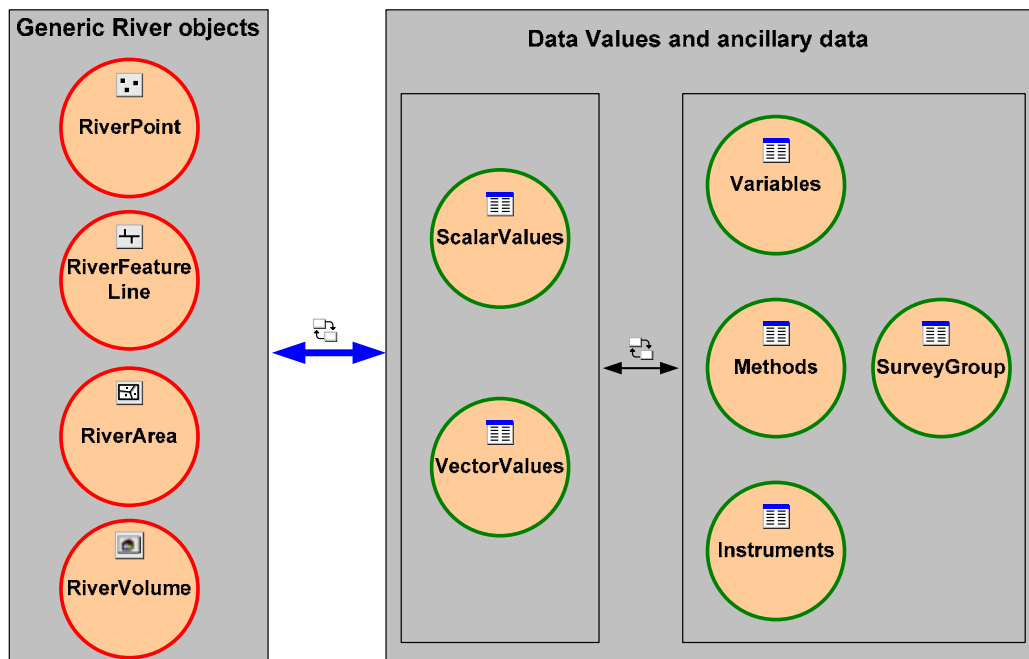 Generic River objects
RiverPoint
RiverFeature
Line
RiverArea
RiverVolume
Data Values and ancillary data
ScalarValues
VectorValues
Variables
Methods
SurveyGroup
Instruments